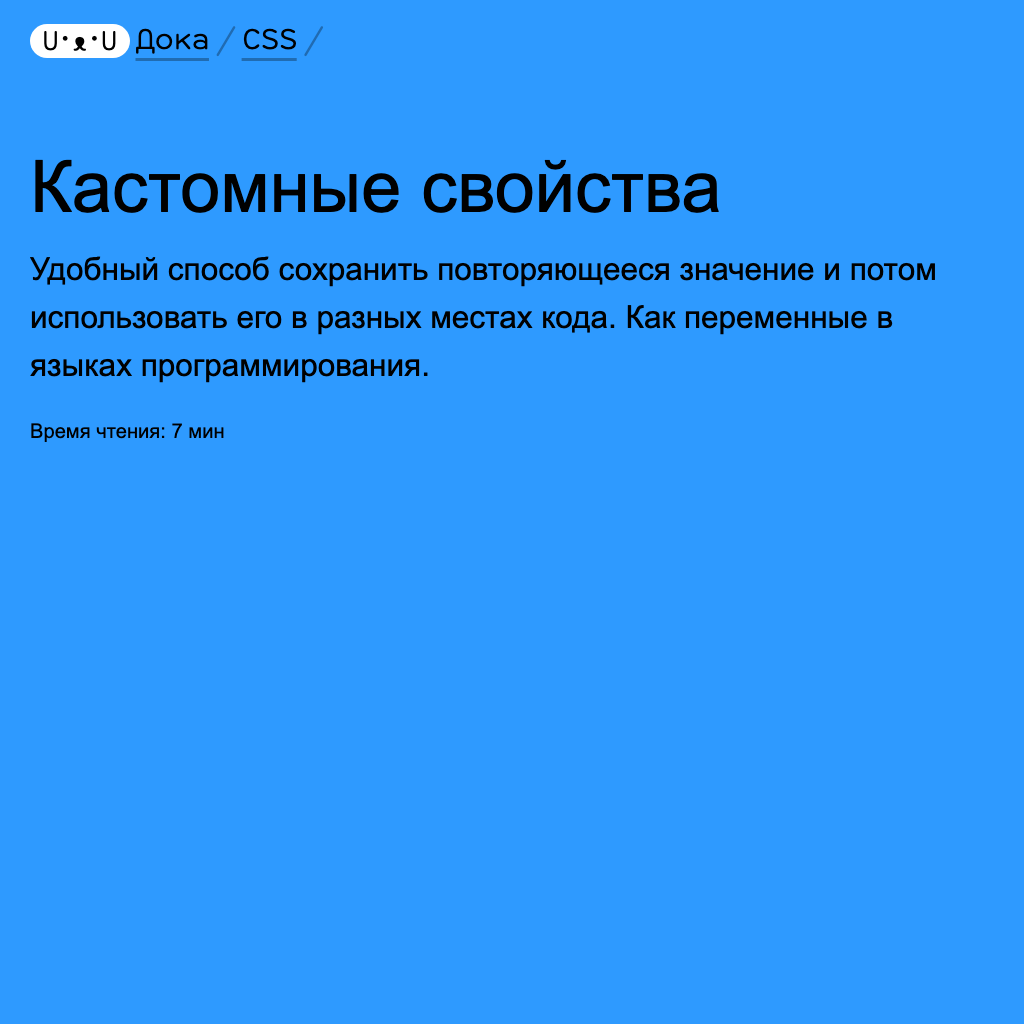 U·ᴥ·U Дока / CSS /
Кастомные свойства
Удобный способ сохранить повторяющееся значение и потом
использовать его в разных местах кода. Как переменные в
языках программирования.
Время чтения: 7 мин